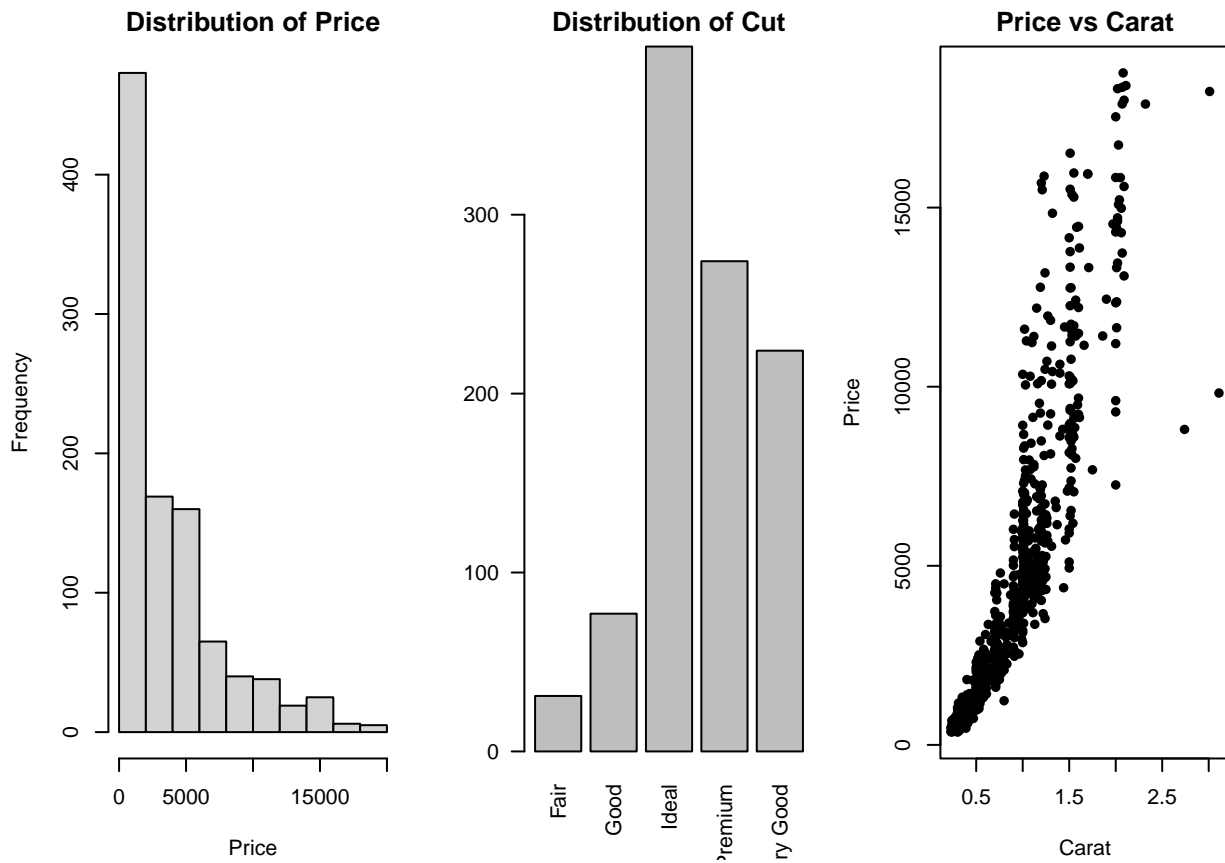 Distribution of Price
Frequency
400
300
200
100
0
0 5000 15000
Price
Distribution of Cut
300
200
100
0
Fair
Good
Ideal
Premium
ry Good
Price vs Carat
Price
15000
10000
5000
0
0.5 1.5 2.5
Carat